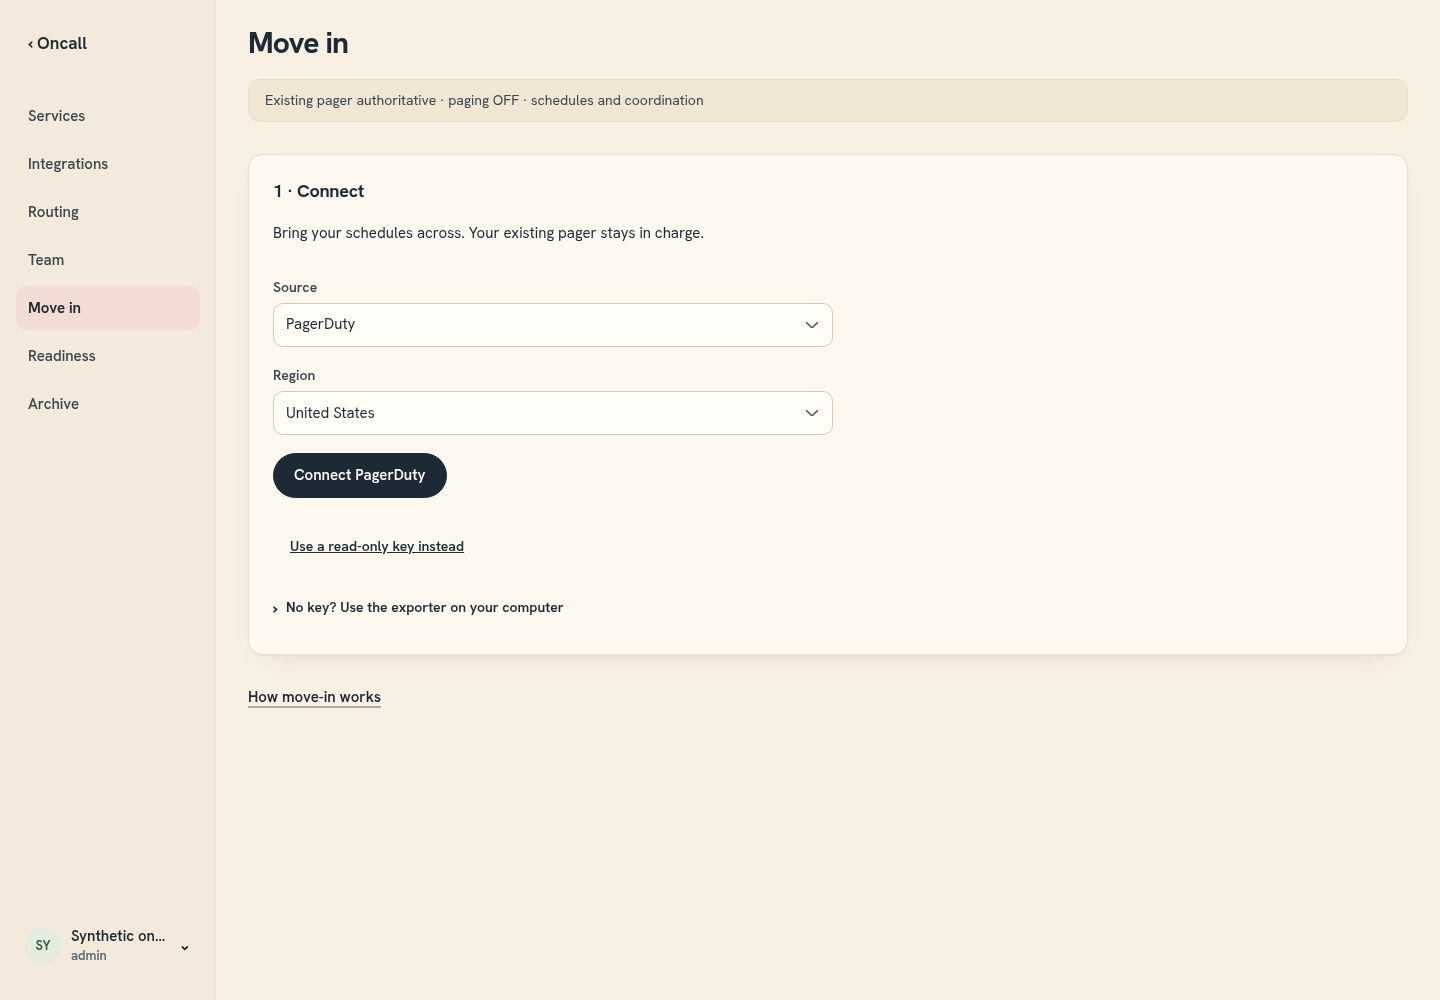 ‹ Oncall
Services
Integrations
Routing
Team
Move in
Readiness
Archive
SY
Synthetic on…
admin
Move in
Existing pager authoritative · paging OFF · schedules and coordination
1 · Connect
Bring your schedules across. Your existing pager stays in charge.
Source
PagerDuty
Region
United States
Connect PagerDuty
Use a read-only key instead
› No key? Use the exporter on your computer
How move-in works